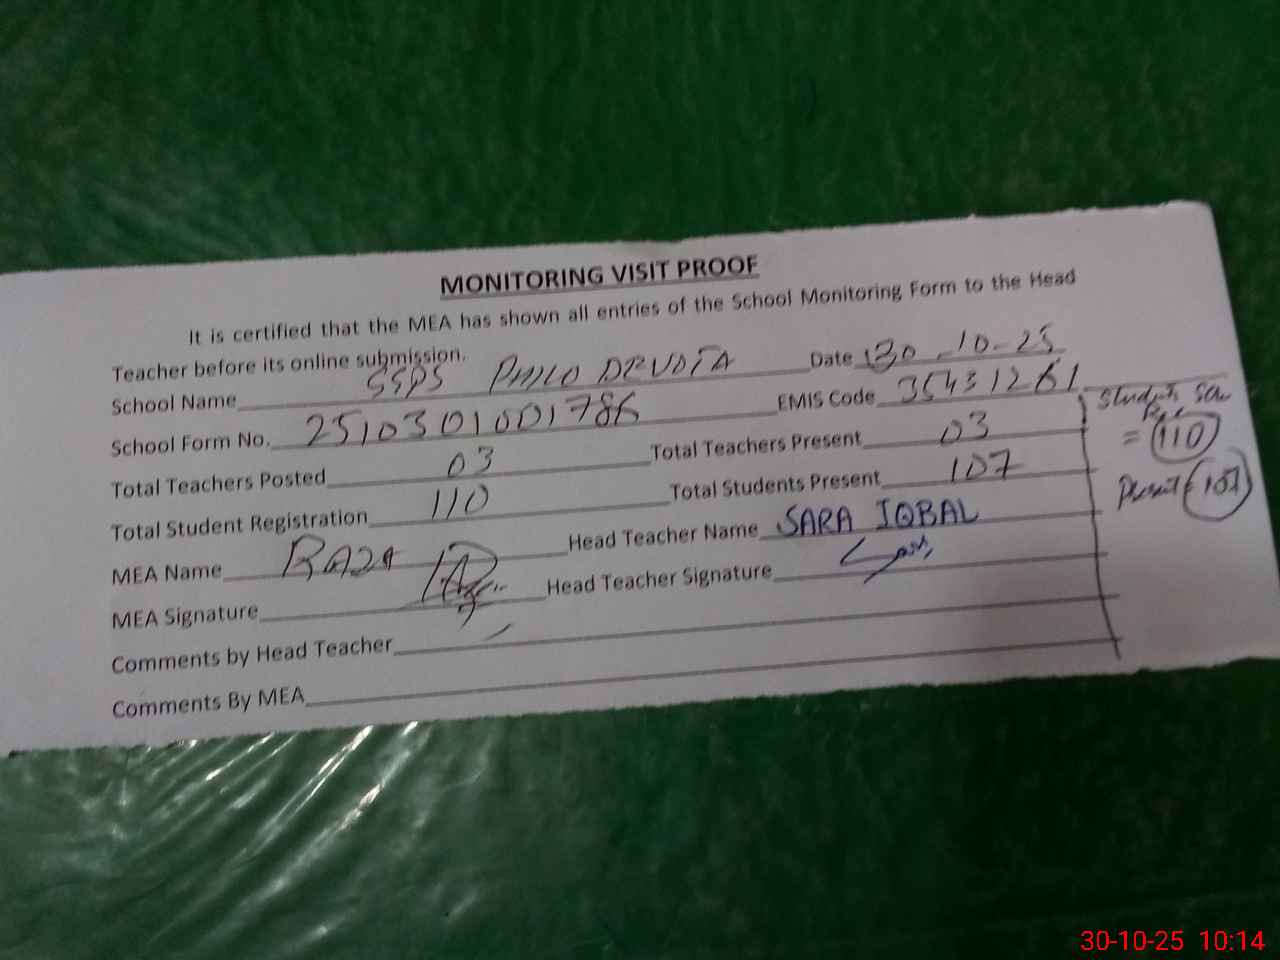 MONITORING VISIT PROOF
It is certified that the MEA has shown all entries of the School Monitoring Form to the Head
Teacher before its online submission. Date 30-10-25
School Name SSPS
EMIS Code 35431261
School Form No. 2510301001786
Total Teachers Posted 03 Total Teachers Present 03
Total Student Registration 110 Total Students Present 107
MEA Name RAZA Head Teacher Name SARA IQBAL
MEA Signature Head Teacher Signature
Comments by Head Teacher
Comments By MEA
= 110
Present = 107
30-10-25 10:14